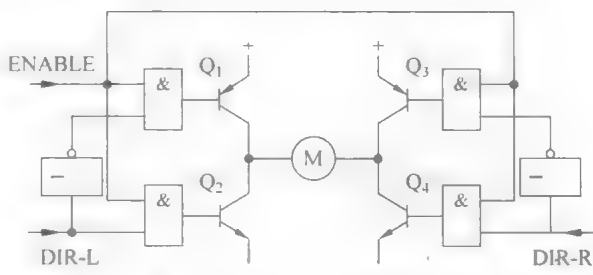 +
+
ENABLE
&
Q1
Q3
&
M
&
Q2
Q4
&
DIR-L
DIR-R